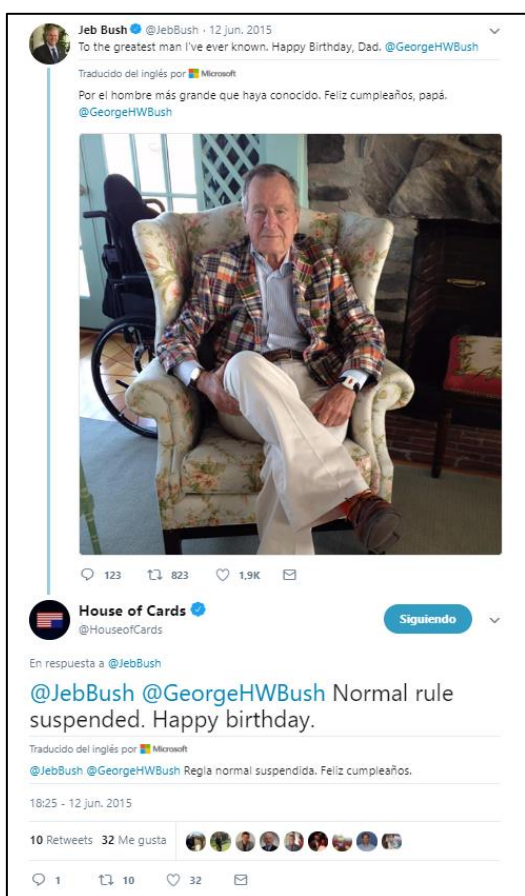 Jeb Bush @JebBush · 12 jun. 2015
To the greatest man I've ever known. Happy Birthday, Dad. @GeorgeHWBush
Traducido del inglés por Microsoft
Por el hombre más grande que haya conocido. Feliz cumpleaños, papá.
@GeorgeHWBush
123 823 1,9K
House of Cards
@HouseofCards
Siguiendo
En respuesta a @JebBush
@JebBush @GeorgeHWBush Normal rule
suspended. Happy birthday.
Traducido del inglés por Microsoft
@JebBush @GeorgeHWBush Regla normal suspendida. Feliz cumpleaños.
18:25 - 12 jun. 2015
10 Retweets 32 Me gusta
1 10 32